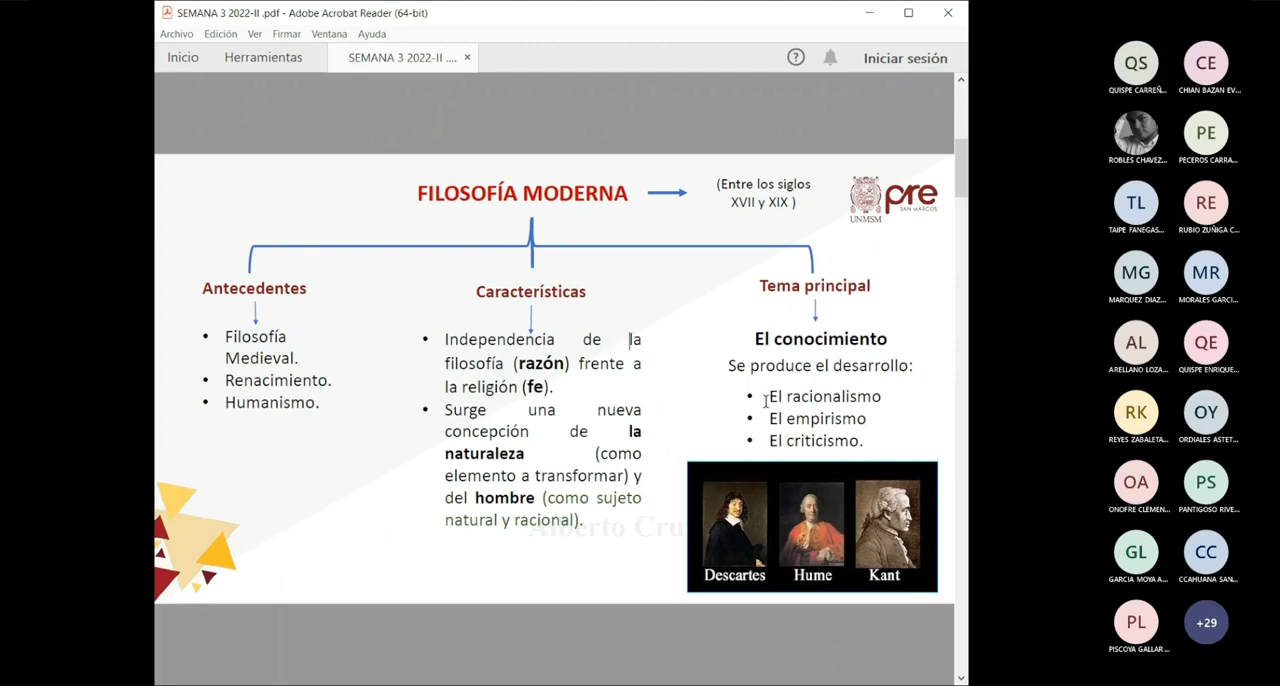 SEMANA 3 2022-II .pdf - Adobe Acrobat Reader (64-bit)
Archivo Edición Ver Firmar Ventana Ayuda
Inicio Herramientas SEMANA 3 2022-II .... × Iniciar sesión
FILOSOFÍA MODERNA
(Entre los siglos
XVII y XIX )
UNMSM
pre
SAN MARCOS
Antecedentes
• Filosofía
Medieval.
• Renacimiento.
• Humanismo.
Características
• Independencia de la
filosofía (razón) frente a
la religión (fe).
• Surge una nueva
concepción de la
naturaleza (como
elemento a transformar) y
del hombre (como sujeto
natural y racional).
Alberto Cru
Tema principal
El conocimiento
Se produce el desarrollo:
• El racionalismo
• El empirismo
• El criticismo.
Descartes Hume Kant
QS CE
QUISPE CARREÑ... CHIAN BAZAN EV...
PE
ROBLES CHAVEZ... PECEROS CARRA...
TL RE
TAIPE FANEGAS... RUBIO ZUÑIGA C...
MG MR
MARQUEZ DIAZ... MORALES GARCI...
AL QE
ARELLANO LOZA... QUISPE ENRIQUE...
RK OY
REYES ZABALETA... ORDIALES ASTET...
OA PS
ONOFRE CLEMEN... PANTIGOSO RIVE...
GL CC
GARCIA MOYA A... CCAHUANA SAN...
PL +29
PISCOYA GALLAR...